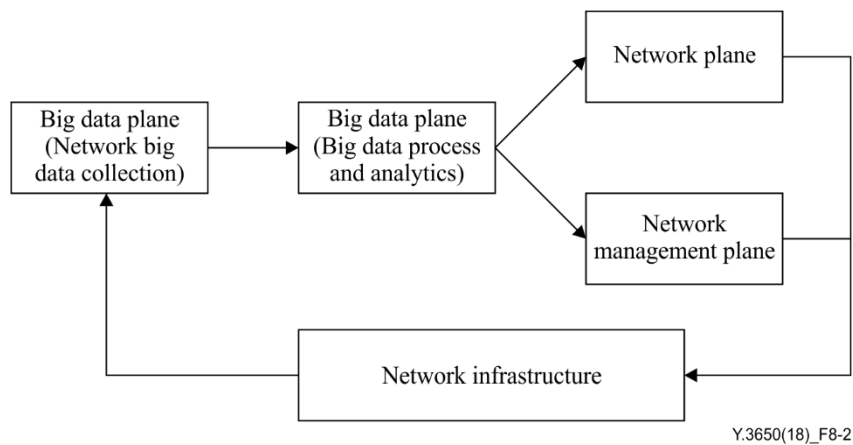 Network plane
Big data plane
(Network big
data collection)
Big data plane
(Big data process
and analytics)
Network
management plane
Network infrastructure
Y.3650(18)_F8-2